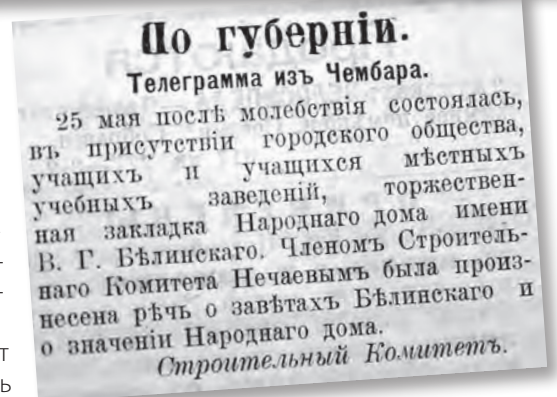 По губерніи.
Телеграмма изъ Чембара.
25 мая послѣ молебствія состоялась,
въ присутствіи городского общества,
учащихъ и учащихся мѣстныхъ
учебныхъ заведеній, торжествен-
ная закладка Народнаго дома имени
В. Г. Бѣлинскаго. Членомъ Строитель-
наго Комитета Нечаевымъ была произ-
несена рѣчь о завѣтахъ Бѣлинскаго и
о значеніи Народнаго дома.
Строительный Комитетъ.
-
-
т
ь